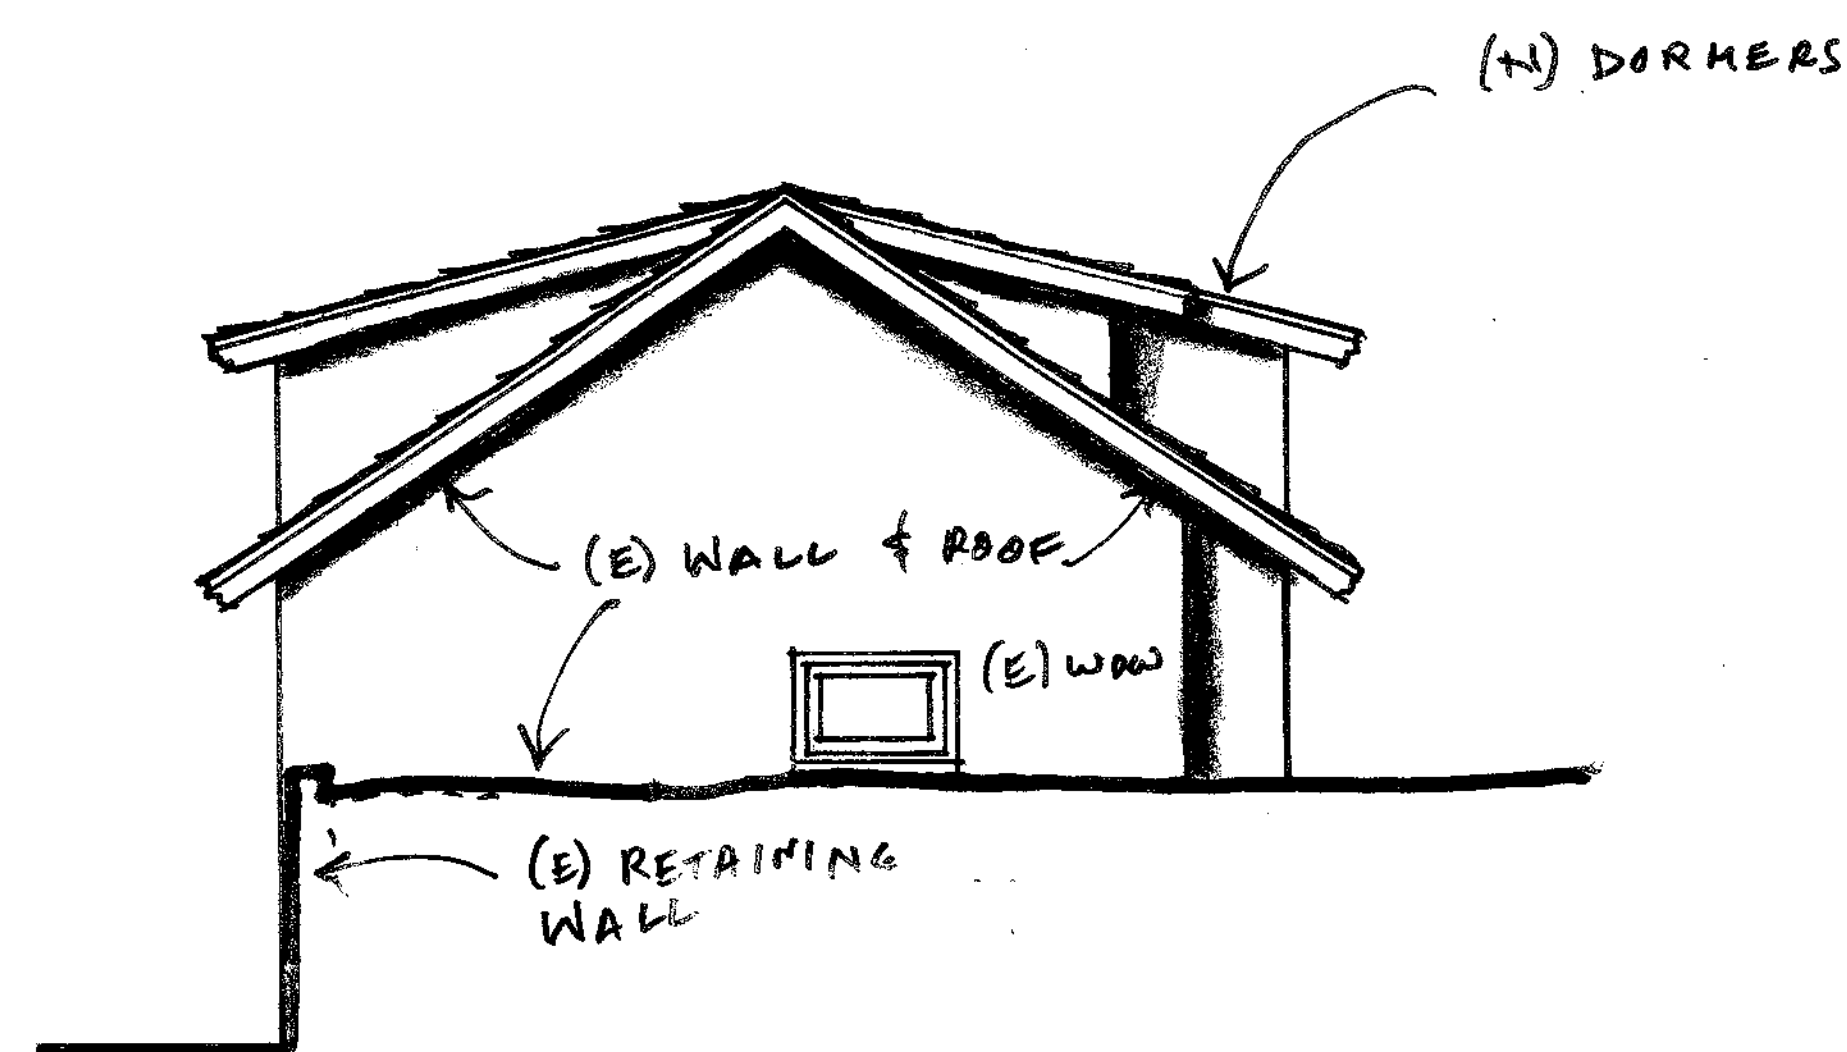 (N) DORMERS
(E) WALL & ROOF
(E) WDW
(E) RETAINING
WALL